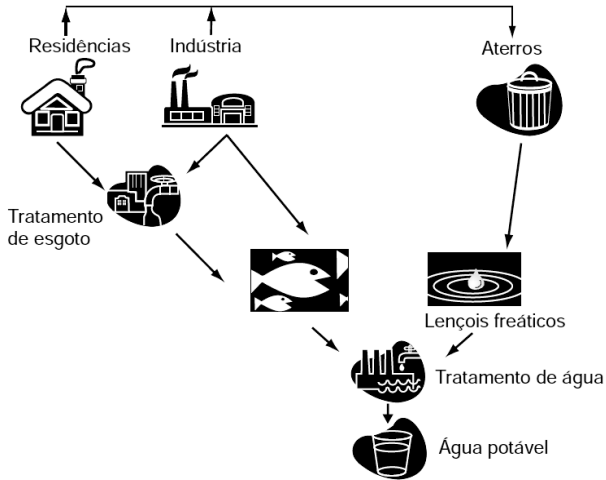 Residências
Indústria
Aterros
Tratamento
de esgoto
Lençois freáticos
Tratamento de água
Água potável